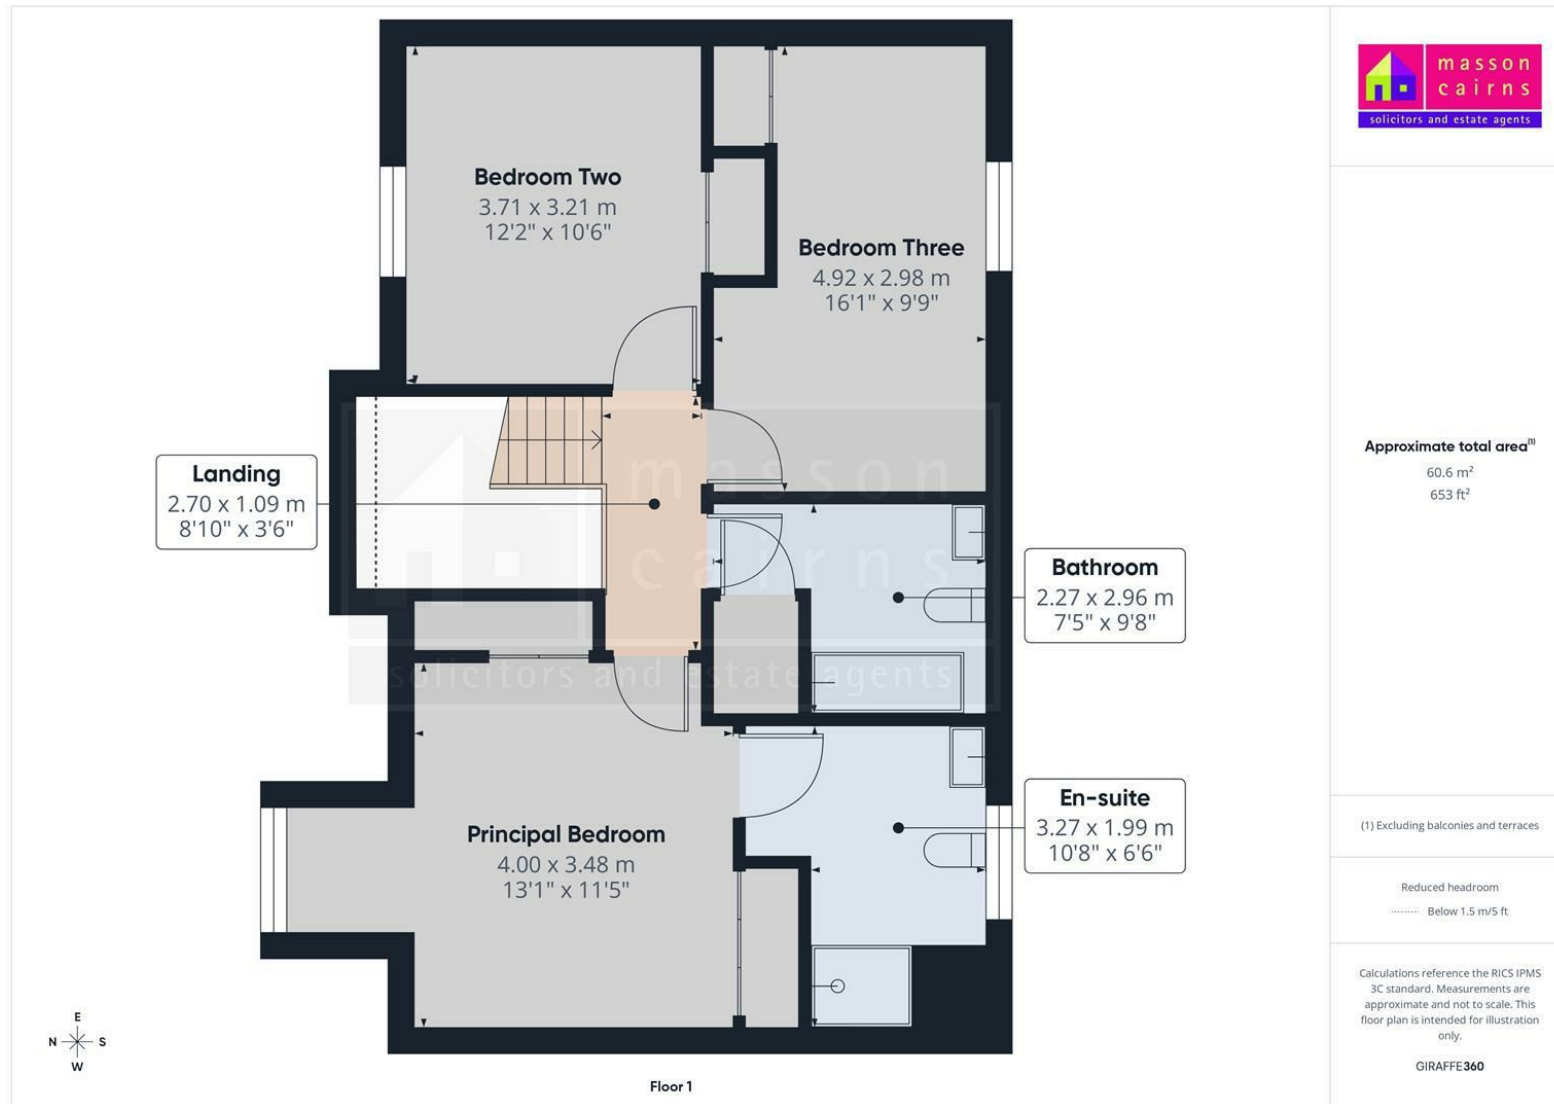 Bedroom Two
3.71 x 3.21 m
12'2" x 10'6"
Bedroom Three
4.92 x 2.98 m
16'1" x 9'9"
Landing
2.70 x 1.09 m
8'10" x 3'6"
Bathroom
2.27 x 2.96 m
7'5" x 9'8"
En-suite
3.27 x 1.99 m
10'8" x 6'6"
Principal Bedroom
4.00 x 3.48 m
13'1" x 11'5"
masson
cairns
solicitors and estate agents
E
N S
W
Floor 1
masson
cairns
solicitors and estate agents
Approximate total area(1)
60.6 m²
653 ft²
(1) Excluding balconies and terraces
Reduced headroom
Below 1.5 m/5 ft
Calculations reference the RICS IPMS
3C standard. Measurements are
approximate and not to scale. This
floor plan is intended for illustration
only.
GIRAFFE360